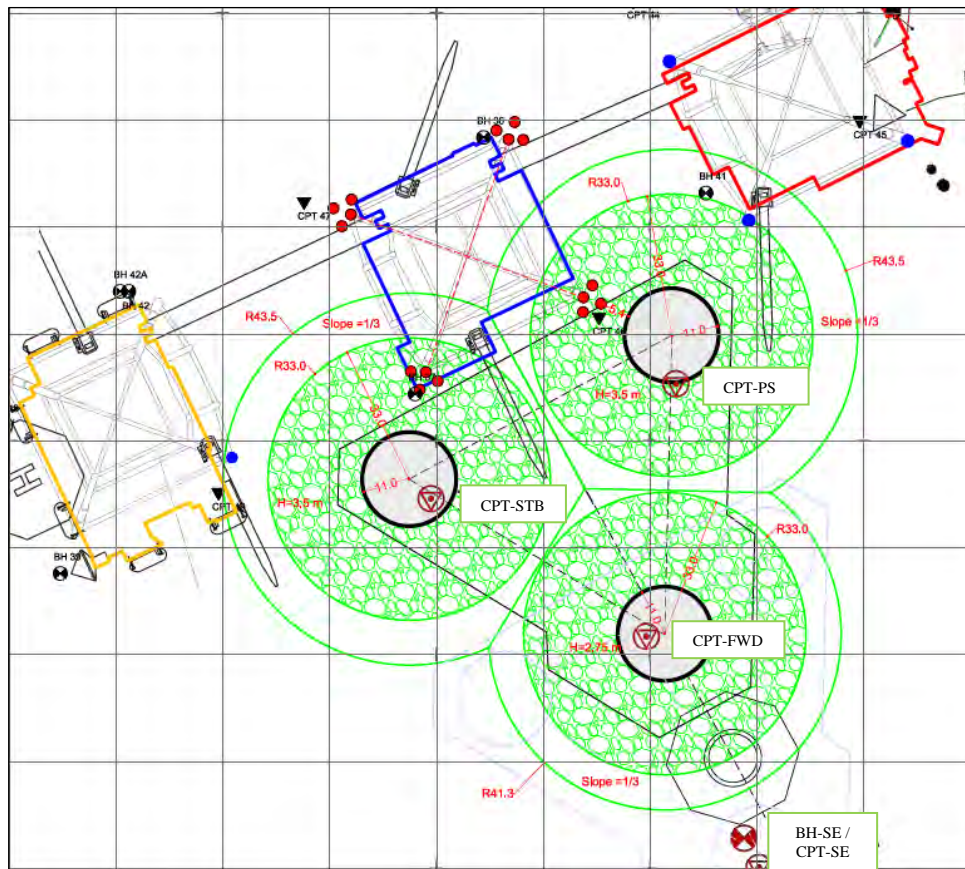 CPT 44
BH 36
CPT 45
R33.0
BH 41
CPT 47
33.0
R43.5
BH 42A
BH 42
R43.5
Slope =1/3
5.4
11.0
Slope =1/3
R33.0
H=3.5 m
CPT-PS
33.0
11.0
H=3.5 m
CPT-STB
R33.0
33.0
H
BH 39
11.0
CPT-FWD
H=2.75 m
R41.3
Slope =1/3
BH-SE /
CPT-SE